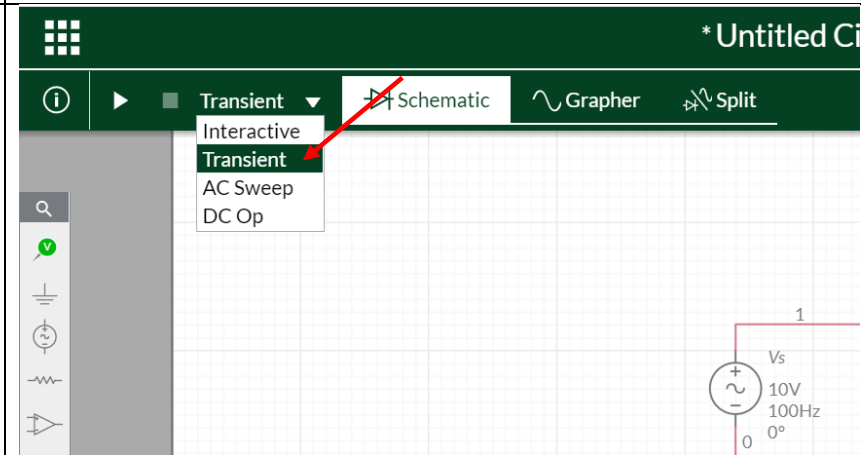 *Untitled Ci
i
Transient
Schematic
Grapher
Split
Interactive
Transient
AC Sweep
DC Op
V
1
Vs
10V
100Hz
0°
0